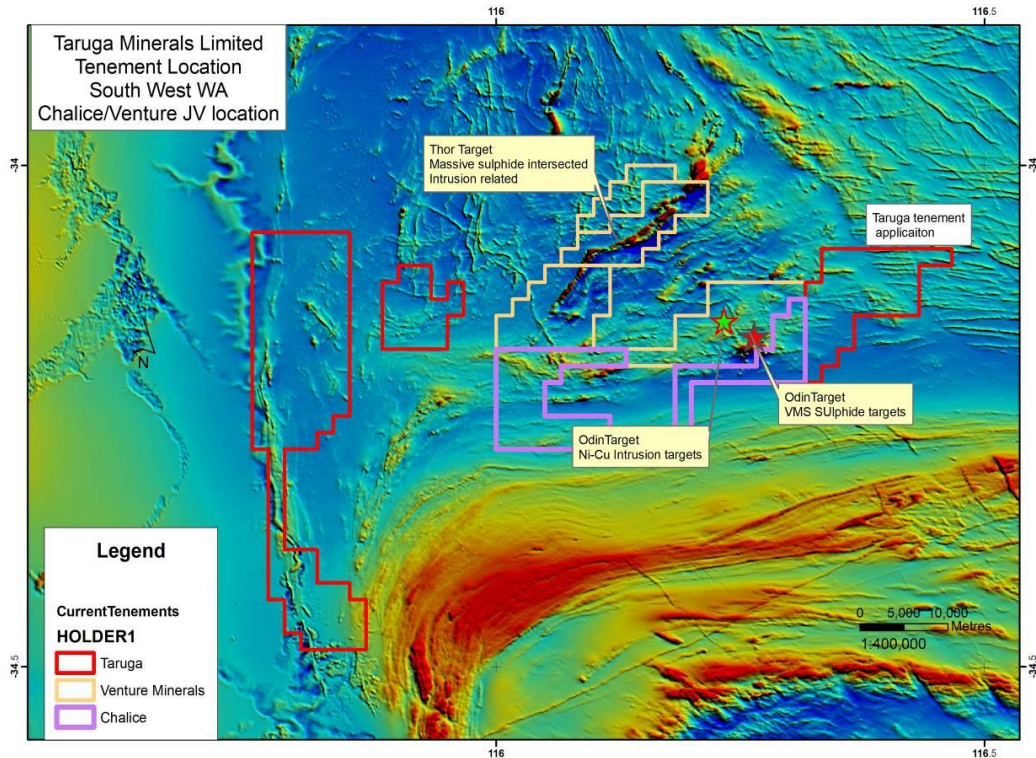 116
116.5
Taruga Minerals Limited
Tenement Location
South West WA
Chalice/Venture JV location
-34
-34
Thor Target
Massive sulphide intersected
Intrusion related
Taruga tenement
applicaiton
N
OdinTarget
VMS SUlphide targets
OdinTarget
Ni-Cu Intrusion targets
Legend
CurrentTenements
HOLDER1
Taruga
Venture Minerals
Chalice
0 5,000 10,000
Metres
1:400,000
-34.5
-34.5
116
116.5